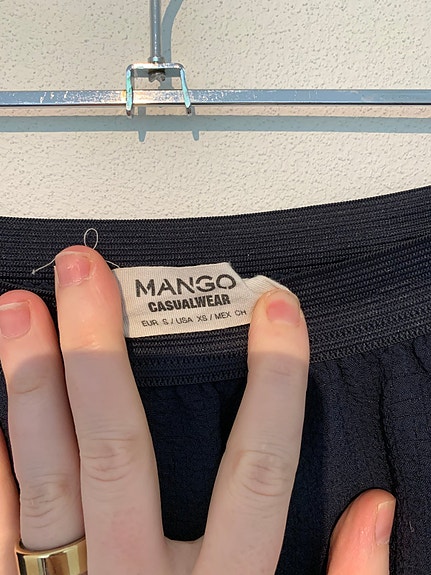 MANGO
CASUALWEAR
EUR S / USA XS / MEX CH